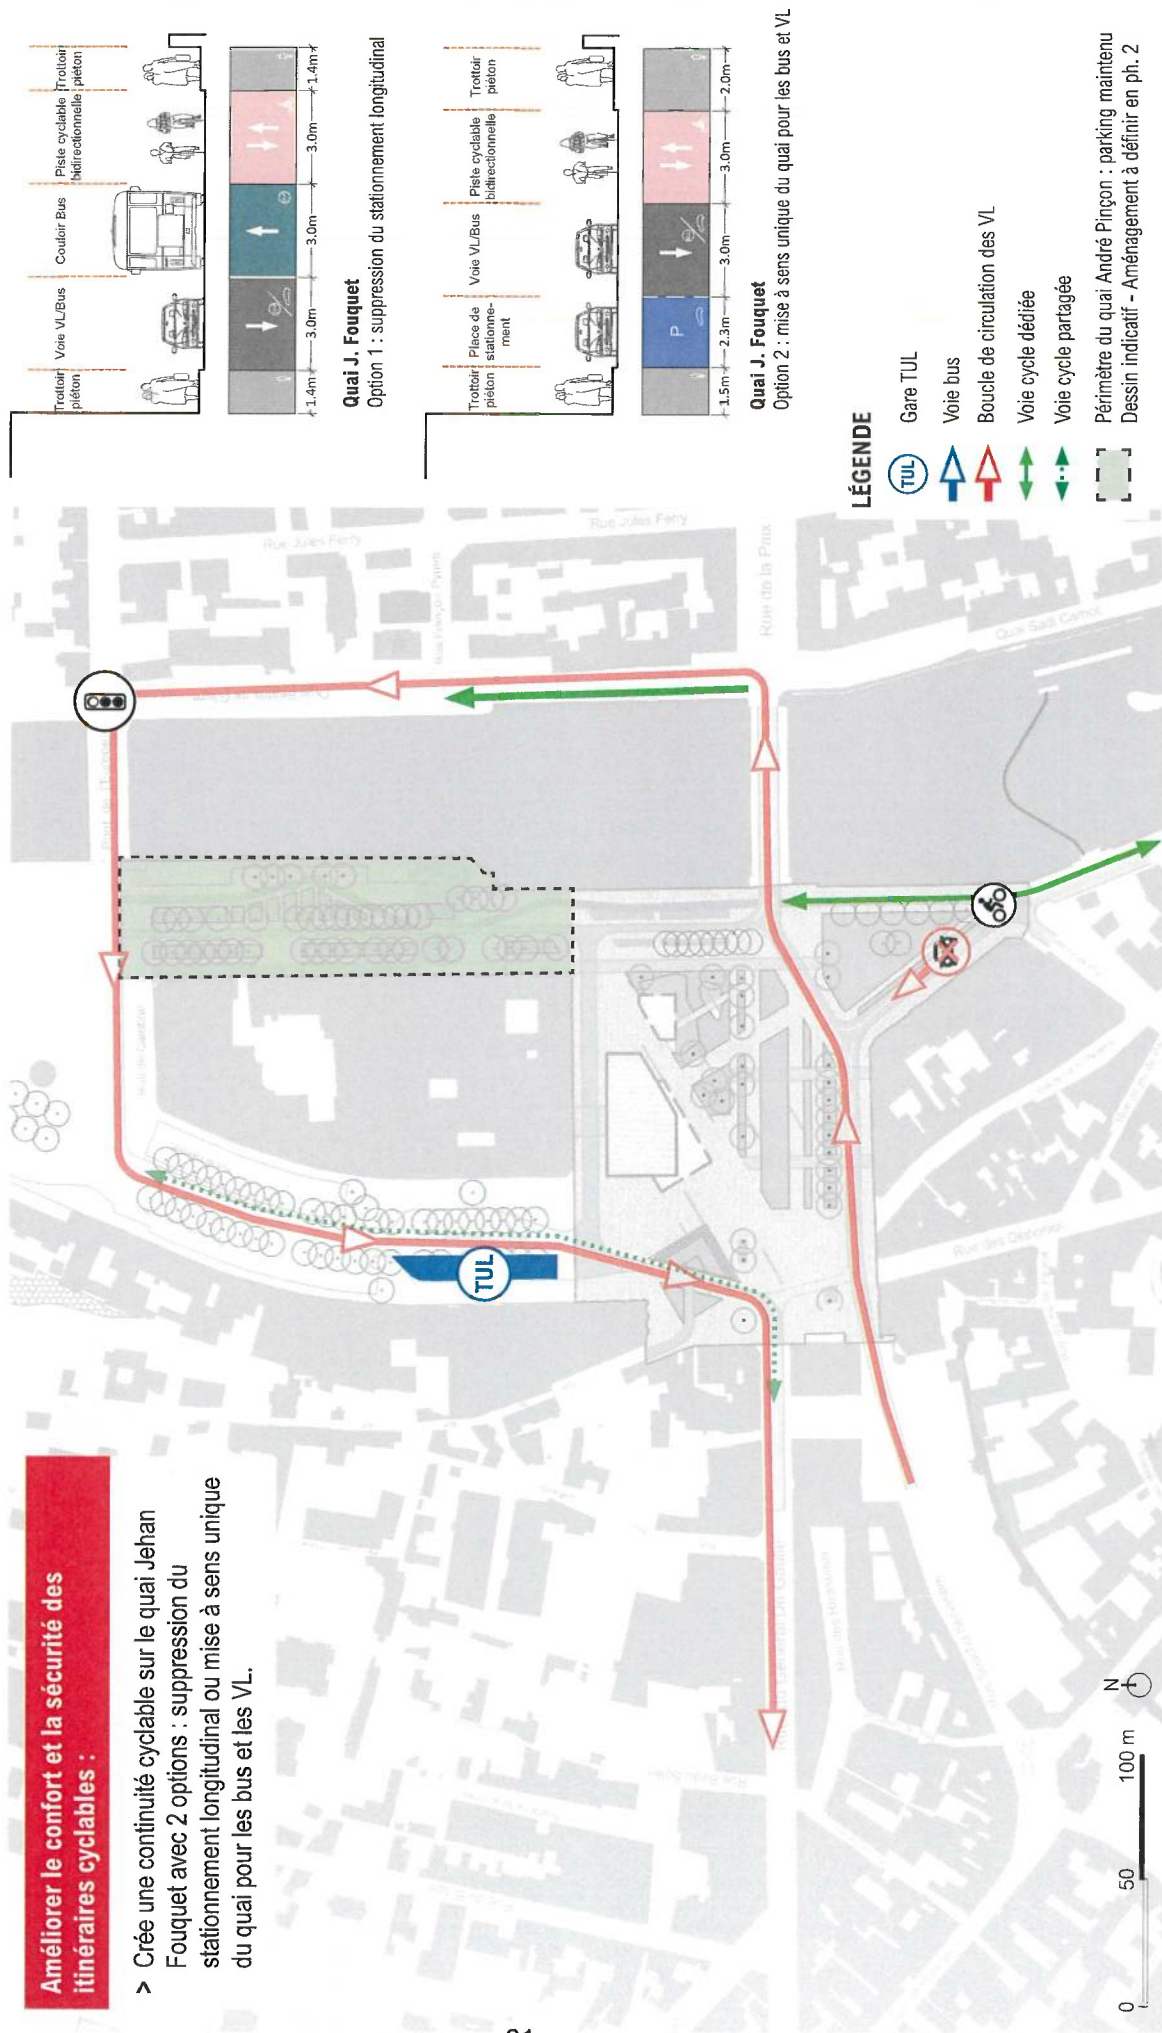 Améliorer le confort et la sécurité des
itinéraires cyclables :
> Crée une continuité cyclable sur le quai Jehan
Fouquet avec 2 options : suppression du
stationnement longitudinal ou mise à sens unique
du quai pour les bus et les VL.
Trottoir piéton
Voie VL/Bus
Couloir Bus
Piste cyclable bidirectionnelle
Trottoir piéton
1.4m
3.0m
3.0m
3.0m
1.4m
Quai J. Fouquet
Option 1 : suppression du stationnement longitudinal
Trottoir piéton
Place de stationne-
ment
Voie VL/Bus
Piste cyclable bidirectionnelle
Trottoir piéton
P
1.5m
2.3m
3.0m
3.0m
2.0m
Quai J. Fouquet
Option 2 : mise à sens unique du quai pour les bus et VL
LÉGENDE
TUL
Gare TUL
Voie bus
Boucle de circulation des VL
Voie cycle dédiée
Voie cycle partagée
Périmètre du quai André Pinçon : parking maintenu
Dessin indicatif - Aménagement à définir en ph. 2
TUL
Rue Jules Ferry
Rue Jules Ferry
Rue de la Paix
Quai Sadi Carnot
0 50 100 m
N